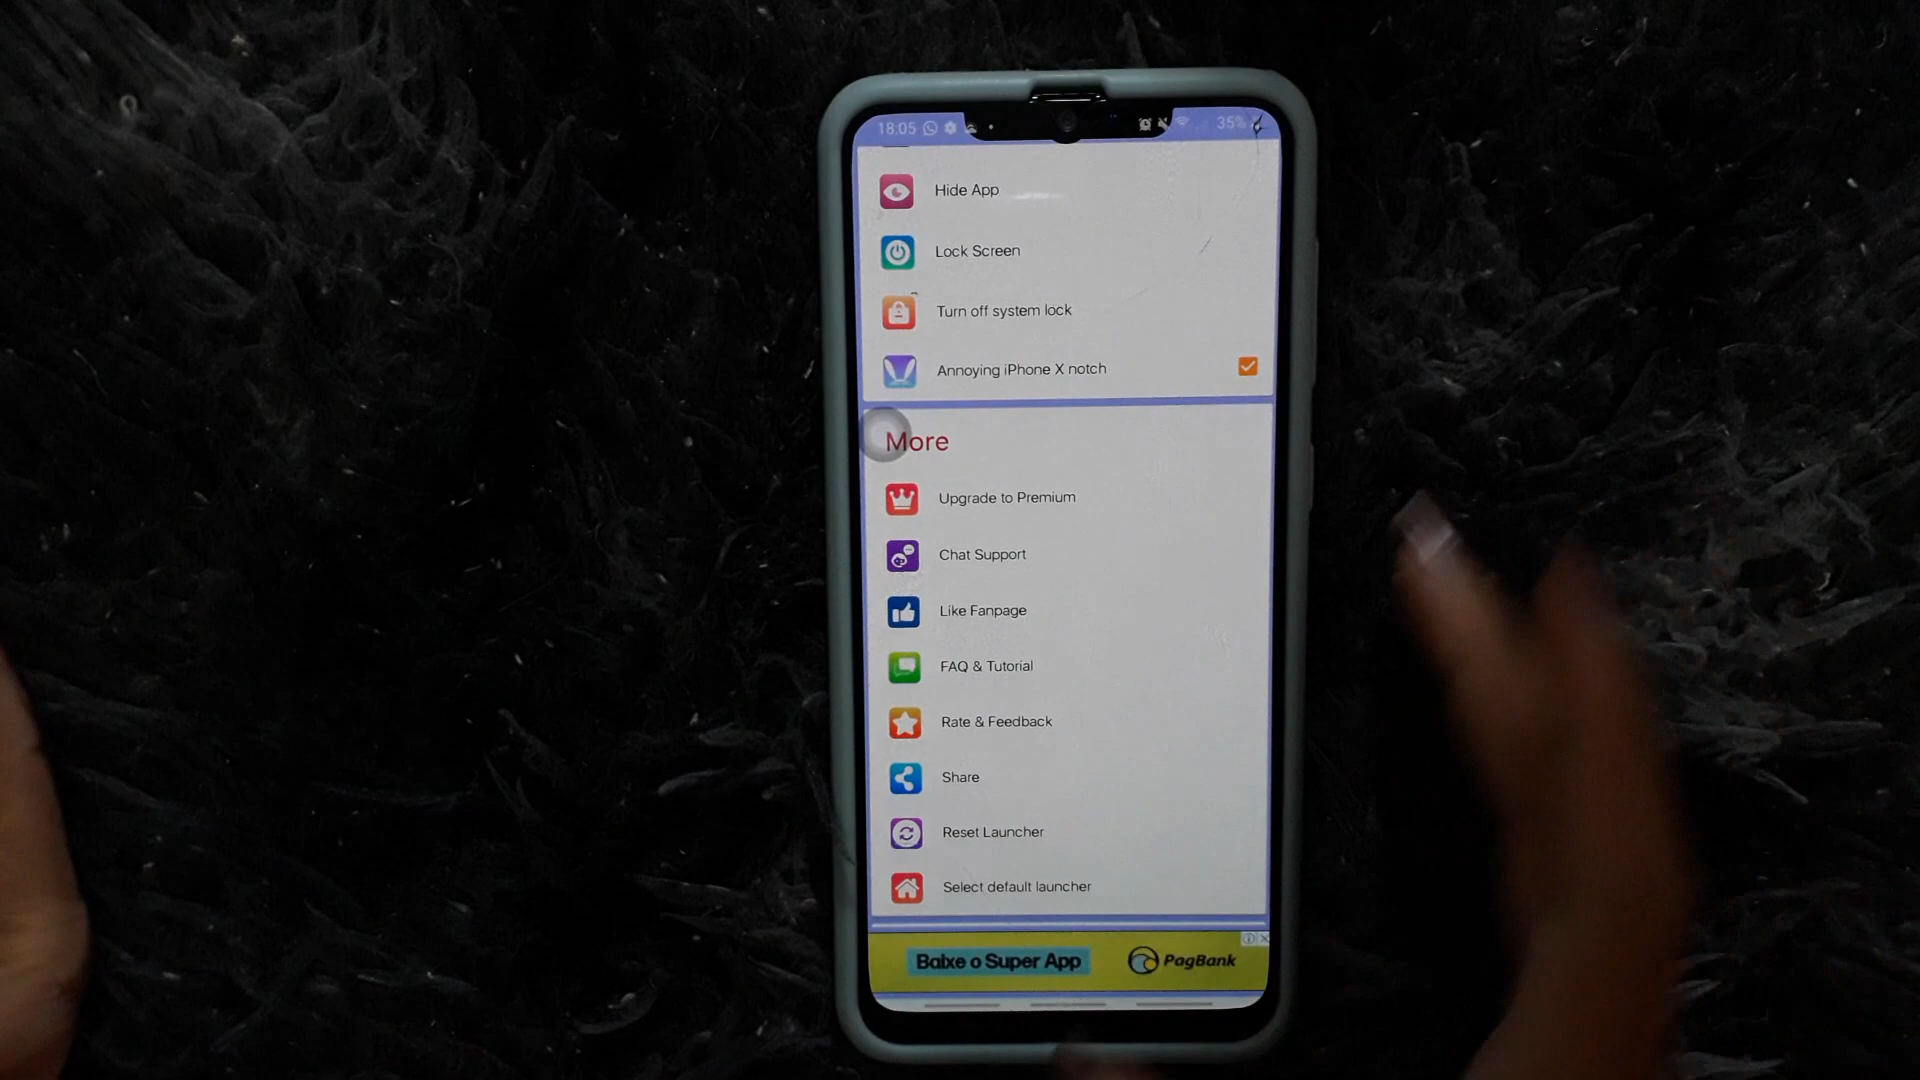 18:05 35%
Hide App
Lock Screen
Turn off system lock
Annoying iPhone X notch
More
Upgrade to Premium
Chat Support
Like Fanpage
FAQ & Tutorial
Rate & Feedback
Share
Reset Launcher
Select default launcher
Baixe o Super App PagBank